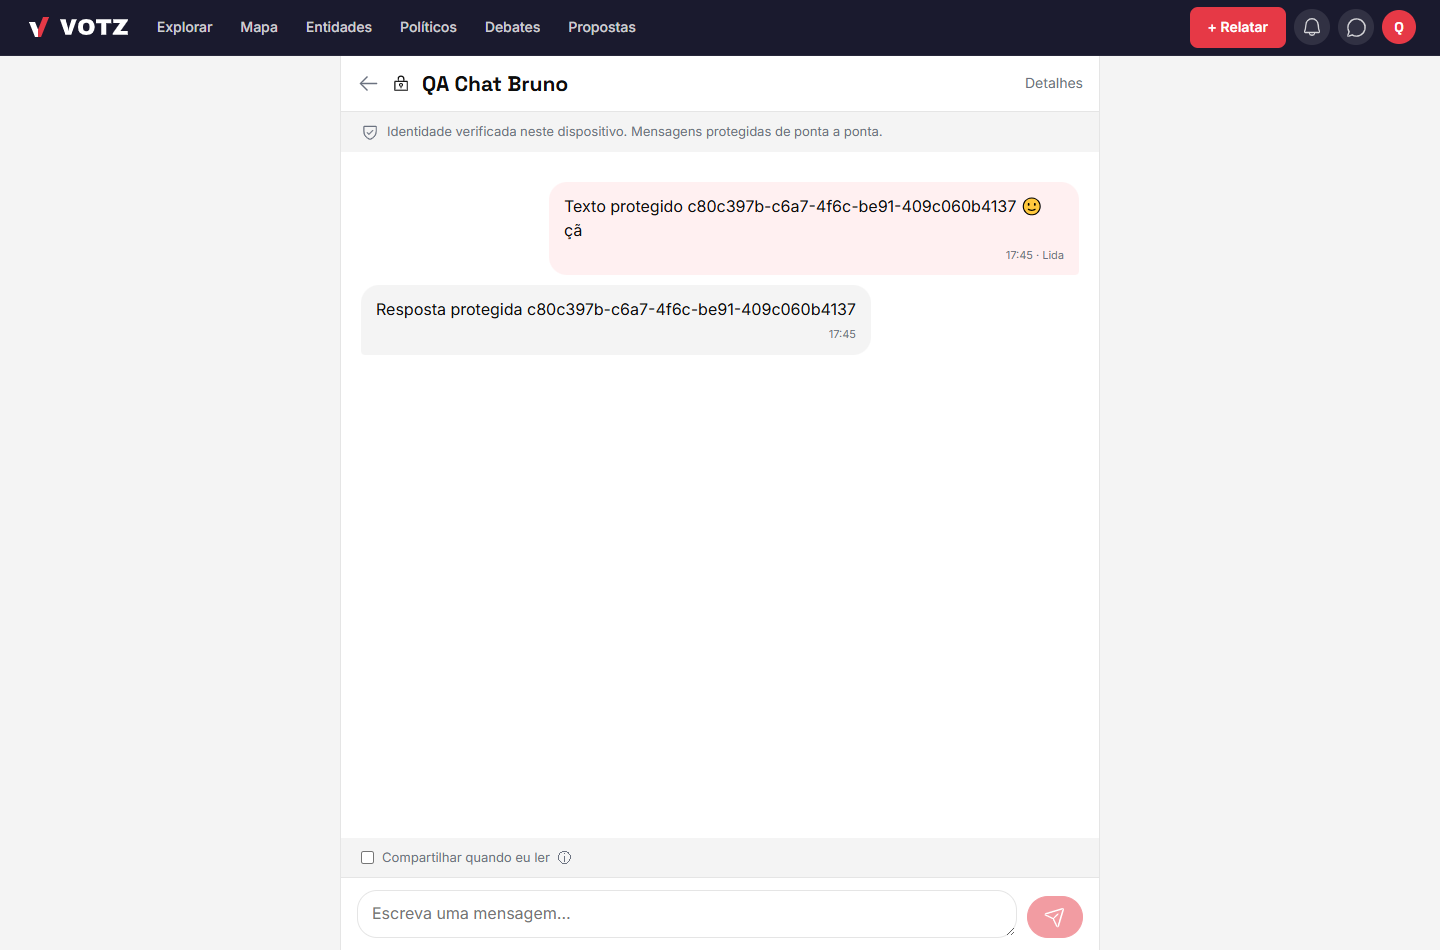 VOTZ Explorar Mapa Entidades Políticos Debates Propostas + Relatar Q
QA Chat Bruno Detalhes
Identidade verificada neste dispositivo. Mensagens protegidas de ponta a ponta.
Texto protegido c80c397b-c6a7-4f6c-be91-409c060b4137 🙂
çã
17:45 · Lida
Resposta protegida c80c397b-c6a7-4f6c-be91-409c060b4137
17:45
Compartilhar quando eu ler
Escreva uma mensagem...